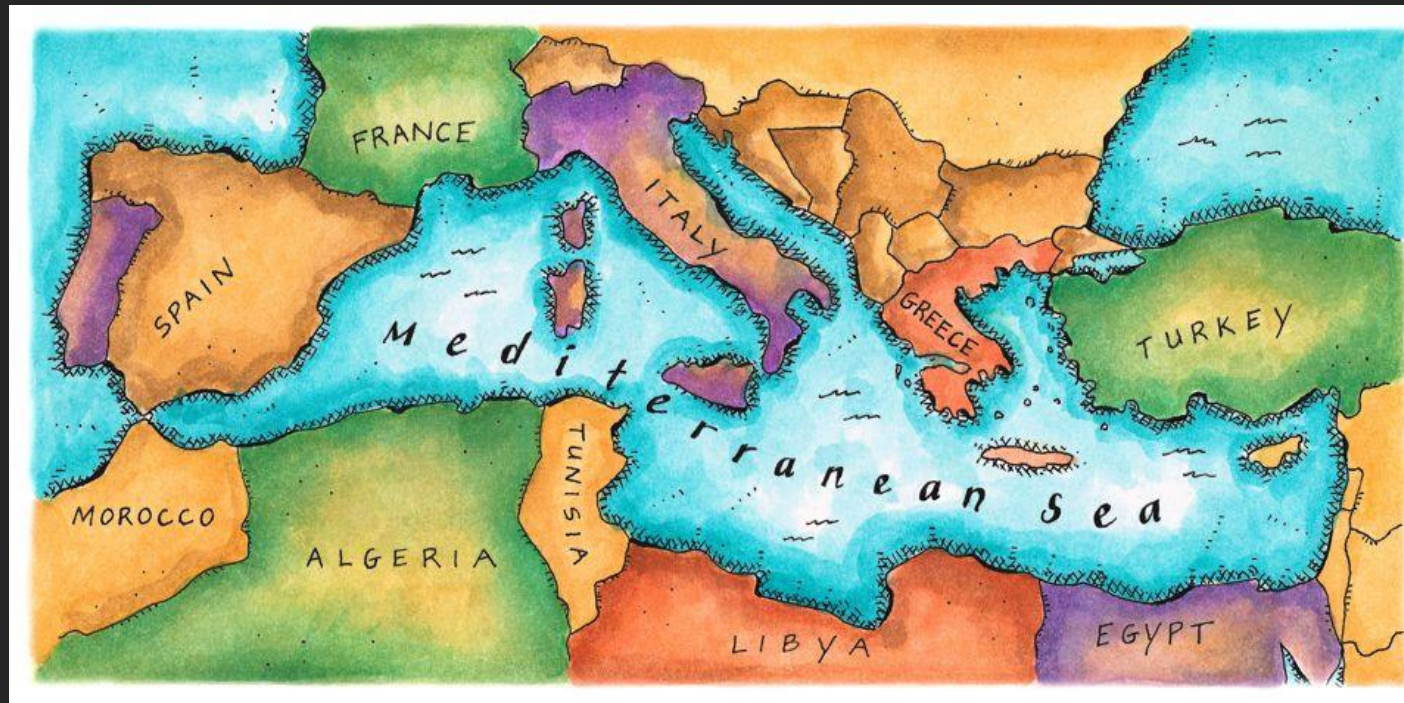 FRANCE
ITALY
SPAIN
GREECE
TURKEY
Mediterranean Sea
MOROCCO
ALGERIA
TUNISIA
LIBYA
EGYPT